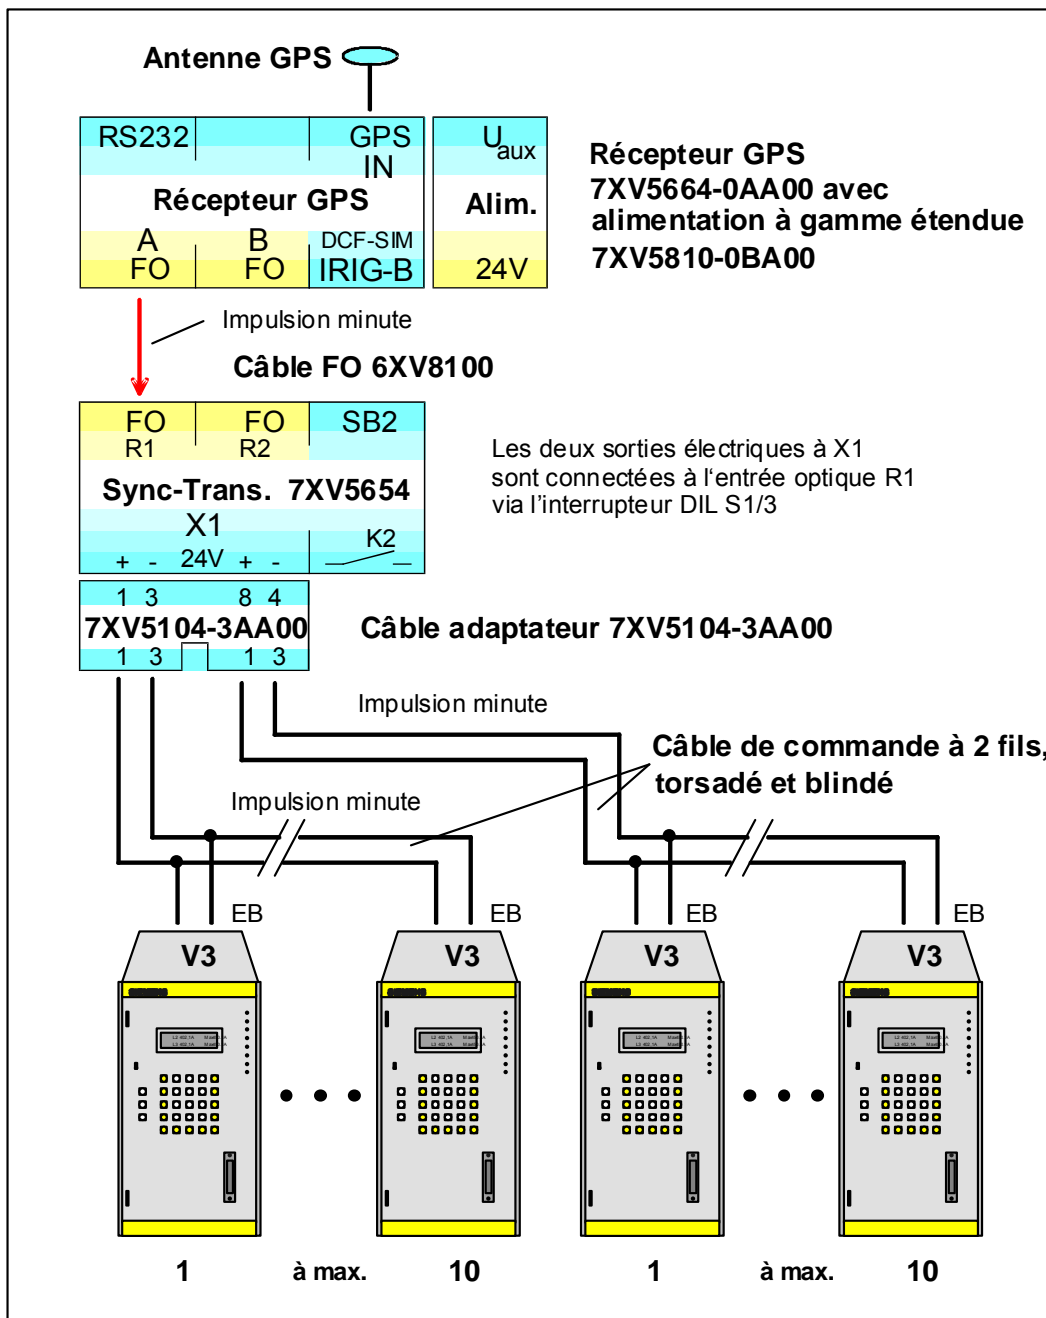 Antenne GPS
RS232
GPS
IN
U
aux
Récepteur GPS
Alim.
A
B
DCF-SIM
FO
FO
IRIG-B
24V
Récepteur GPS
7XV5664-0AA00 avec
alimentation à gamme étendue
7XV5810-0BA00
Impulsion minute
Câble FO 6XV8100
FO
FO
SB2
R1
R2
Sync-Trans. 7XV5654
X1
K2
+ - 24V + -
Les deux sorties électriques à X1
sont connectées à l‘entrée optique R1
via l’interrupteur DIL S1/3
1 3 8 4
7XV5104-3AA00
1 3 1 3
Câble adaptateur 7XV5104-3AA00
Impulsion minute
Câble de commande à 2 fils,
torsadé et blindé
Impulsion minute
EB
EB
EB
EB
V3
V3
V3
V3
1
à max.
10
1
à max.
10